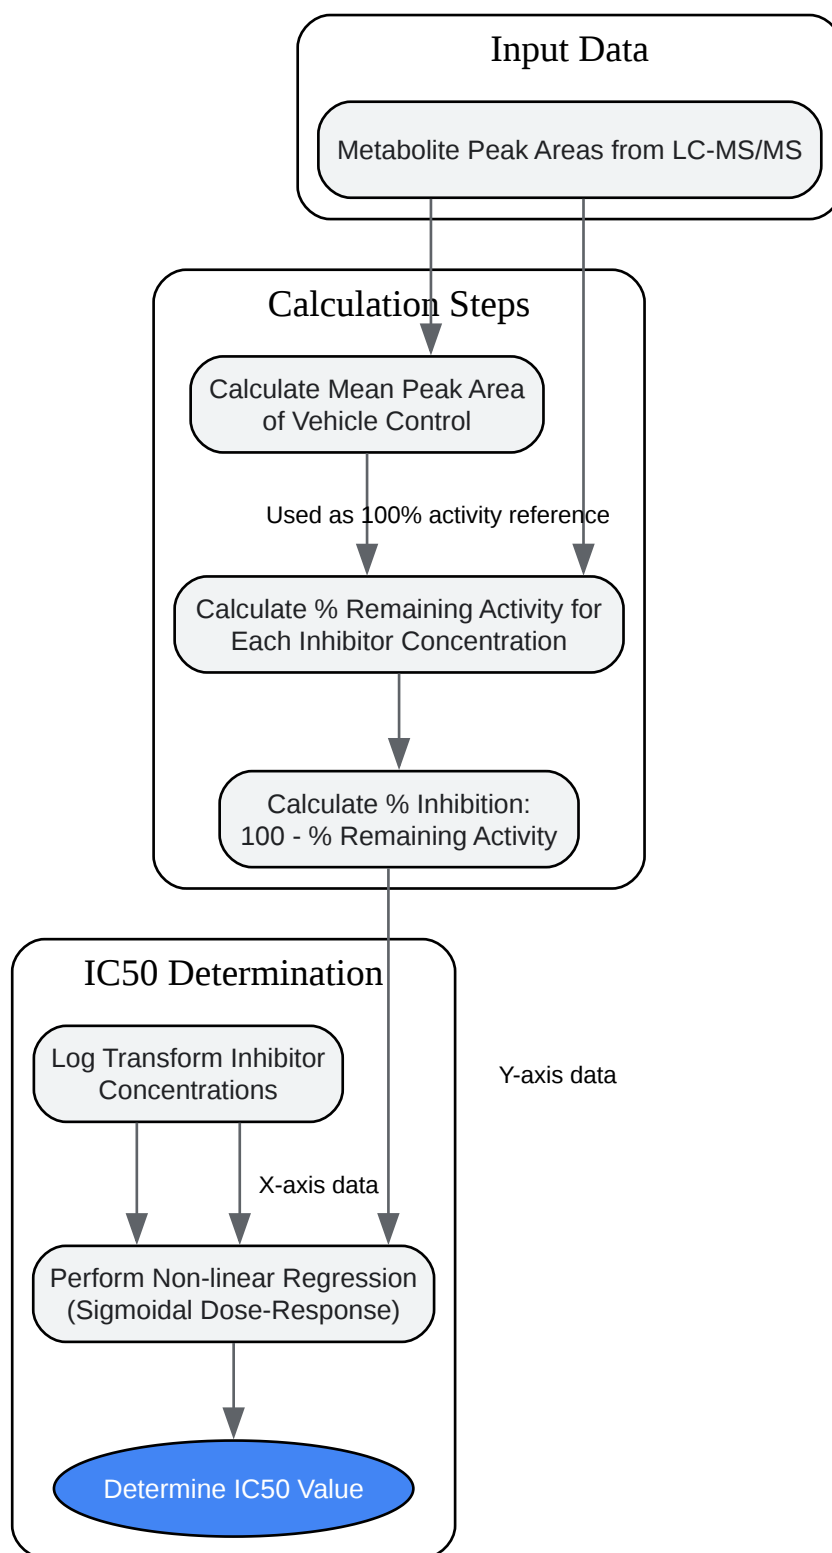 Input Data
Metabolite Peak Areas from LC-MS/MS
Calculation Steps
Calculate Mean Peak Area
of Vehicle Control
Used as 100% activity reference
Calculate % Remaining Activity for
Each Inhibitor Concentration
Calculate % Inhibition:
100 - % Remaining Activity
IC50 Determination
Log Transform Inhibitor
Concentrations
Y-axis data
X-axis data
Perform Non-linear Regression
(Sigmoidal Dose-Response)
Determine IC50 Value